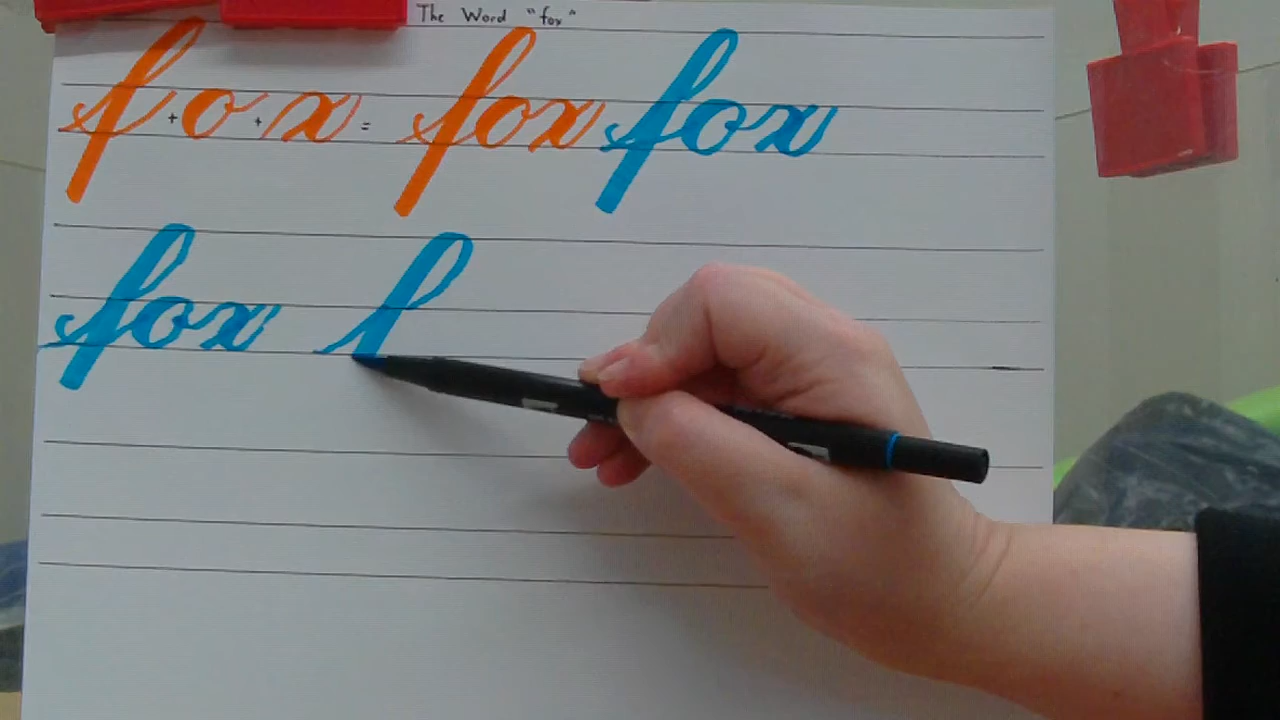 The Word "fox"
f + o + x = fox fox
fox